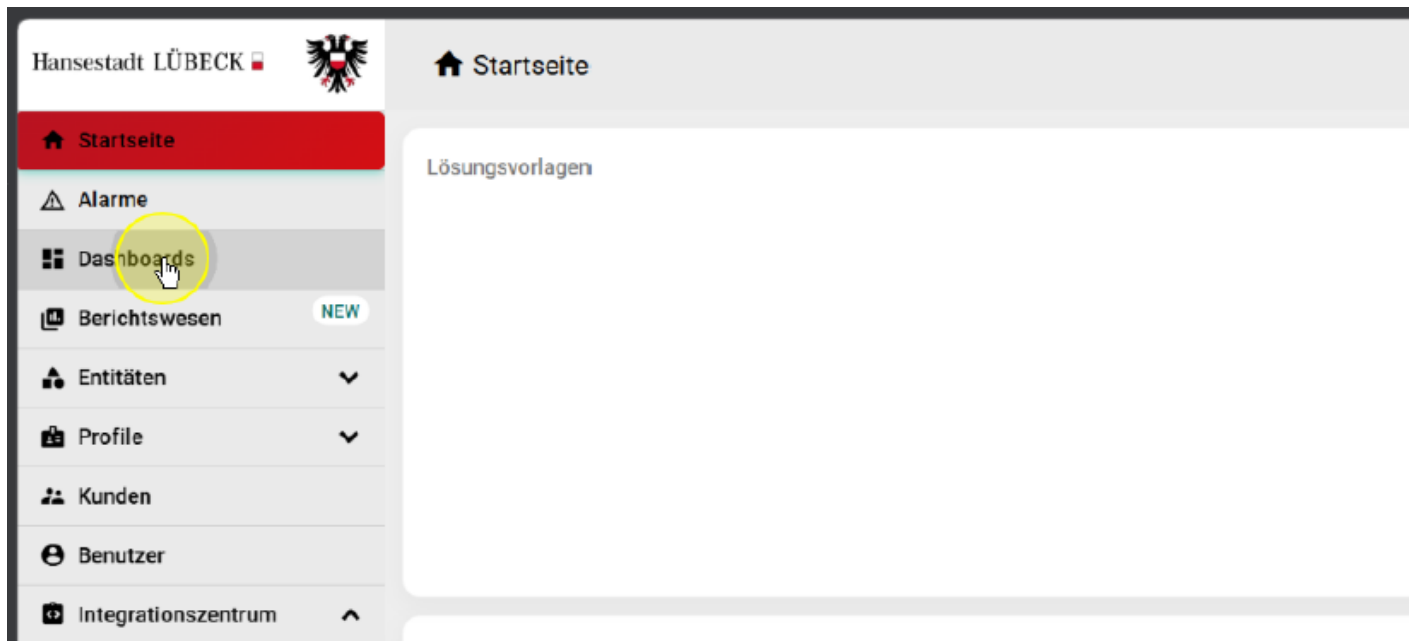 Hansestadt LÜBECK
Startseite
Startseite
Lösungsvorlagen
Alarme
Dashboards
Berichtswesen NEW
Entitäten
Profile
Kunden
Benutzer
Integrationszentrum